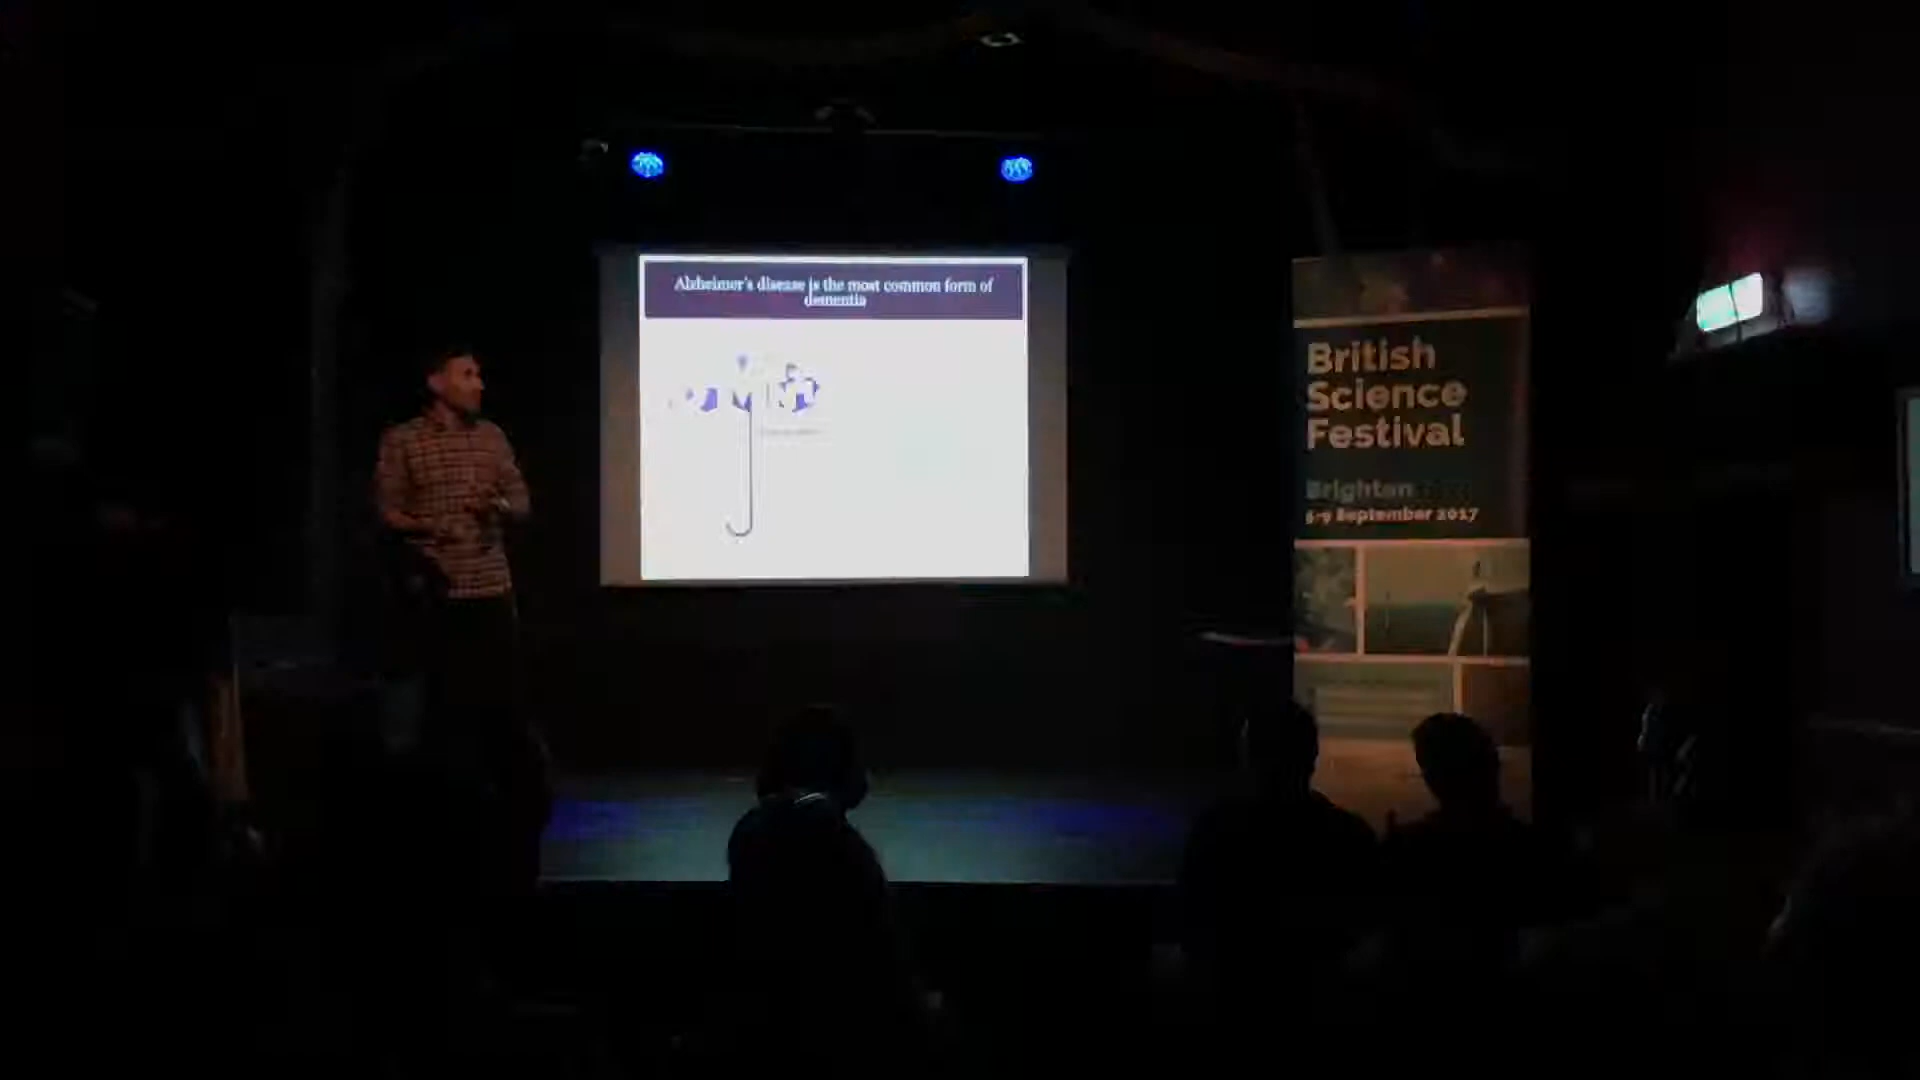 Alzheimer's disease is the most common form of
dementia
British
Science
Festival
Brighton
5-9 September 2017